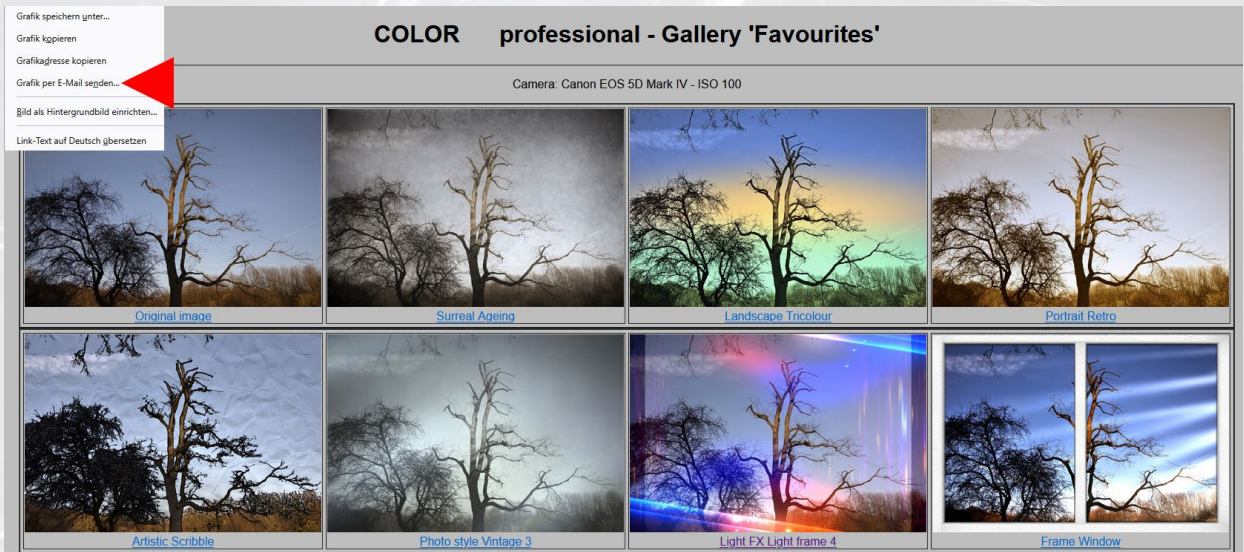 Grafik speichern unter...
Grafik kopieren
Grafikadresse kopieren
Grafik per E-Mail senden...
Bild als Hintergrundbild einrichten...
Link-Text auf Deutsch übersetzen
COLOR professional - Gallery 'Favourites'
Camera: Canon EOS 5D Mark IV - ISO 100
Original image
Surreal Ageing
Landscape Tricolour
Portrait Retro
Artistic Scribble
Photo style Vintage 3
Light FX Light frame 4
Frame Window